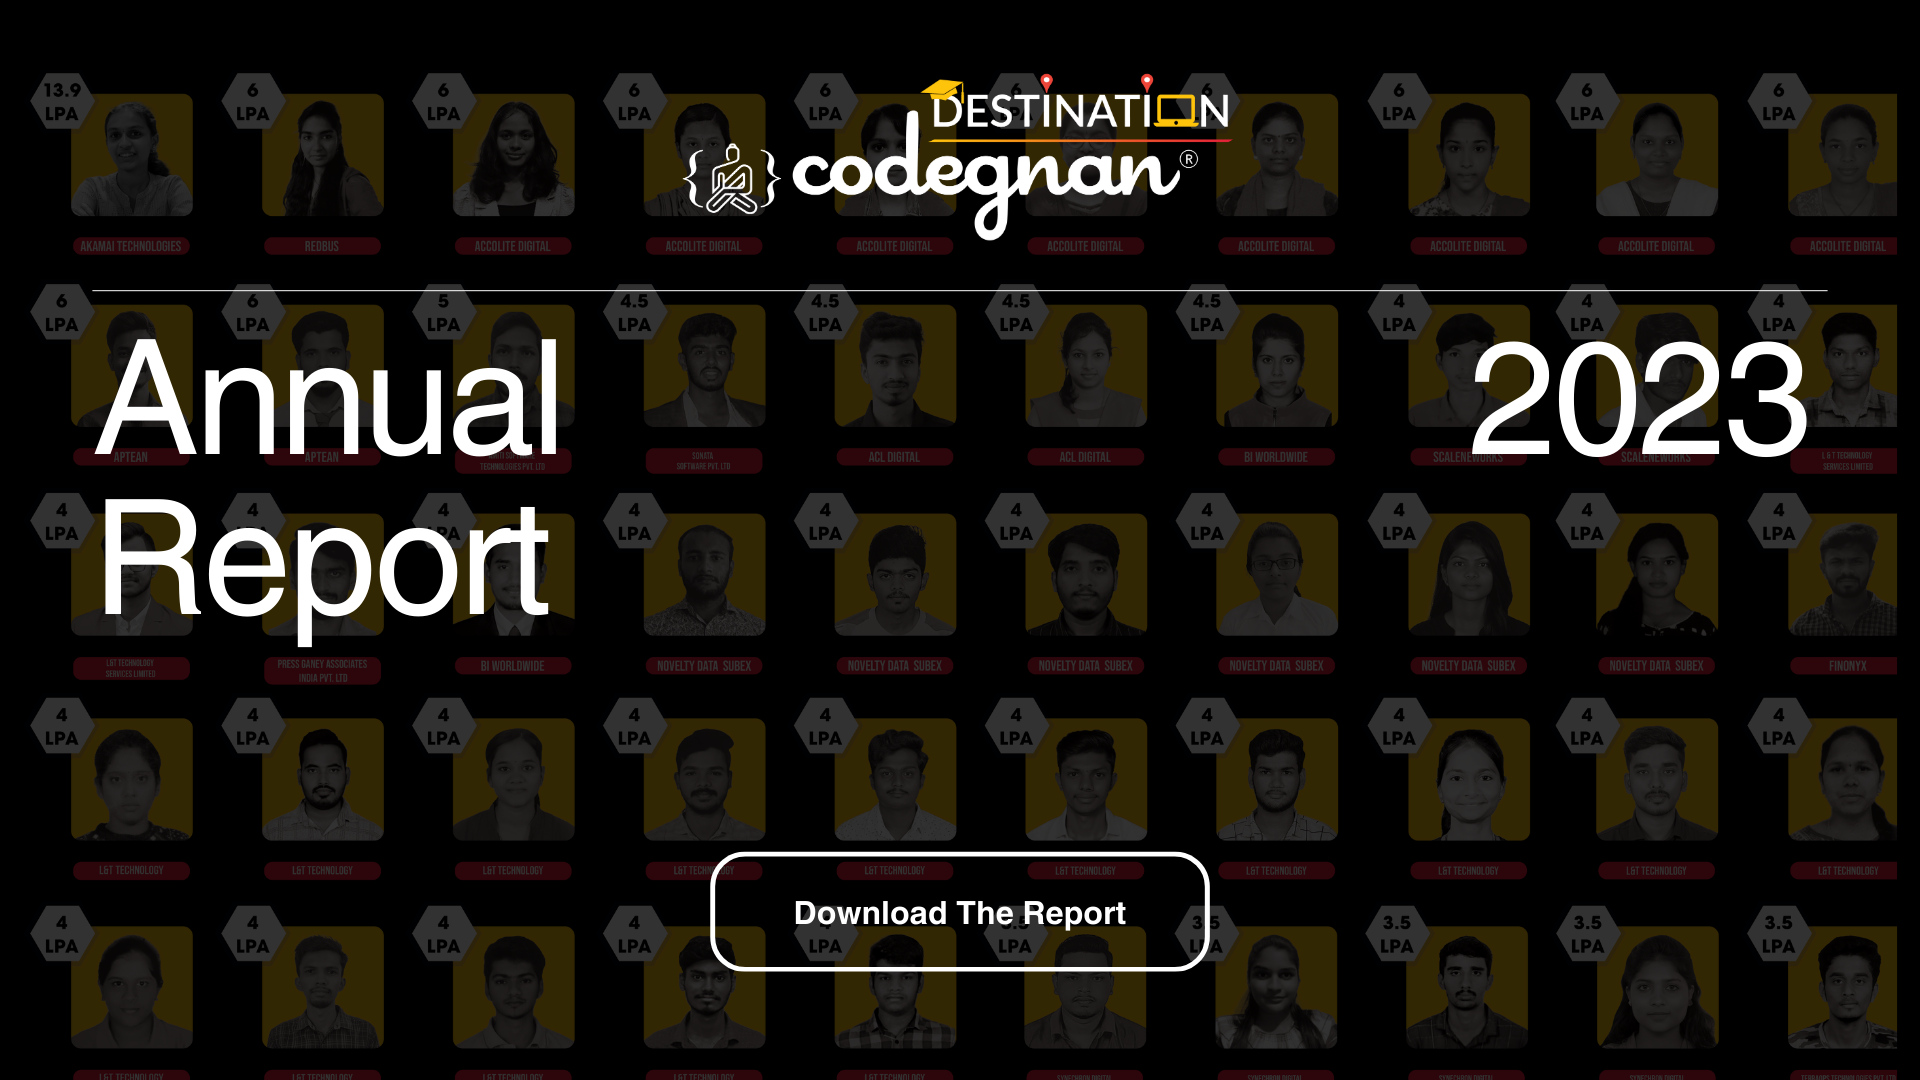 DESTINATION
codegnan®
13.9 LPA
6 LPA
6 LPA
6 LPA
6 LPA
6 LPA
6 LPA
6 LPA
6 LPA
AKAMAI TECHNOLOGIES
REDBUS
ACCOLITE DIGITAL
ACCOLITE DIGITAL
ACCOLITE DIGITAL
ACCOLITE DIGITAL
ACCOLITE DIGITAL
ACCOLITE DIGITAL
ACCOLITE DIGITAL
ACCOLITE DIGITAL
Annual
Report
2023
6 LPA
6 LPA
5 LPA
4.5 LPA
4.5 LPA
4.5 LPA
4.5 LPA
4 LPA
4 LPA
4 LPA
APTEAN
APTEAN
TECHNOLOGIES PVT. LTD
SONATA
SOFTWARE PVT. LTD
ACL DIGITAL
ACL DIGITAL
BI WORLDWIDE
SCALENEWORKS
SCALENEWORKS
L & T TECHNOLOGY
SERVICES LIMITED
4 LPA
4
4 LPA
4 LPA
4 LPA
4 LPA
4 LPA
4 LPA
4 LPA
L&T TECHNOLOGY
SERVICES LIMITED
PRESS GANEY ASSOCIATES
INDIA PVT. LTD
BI WORLDWIDE
NOVELTY DATA SUBEX
NOVELTY DATA SUBEX
NOVELTY DATA SUBEX
NOVELTY DATA SUBEX
NOVELTY DATA SUBEX
NOVELTY DATA SUBEX
FINONYX
4 LPA
4 LPA
4 LPA
4 LPA
4 LPA
4 LPA
4 LPA
4 LPA
4 LPA
4 LPA
L&T TECHNOLOGY
L&T TECHNOLOGY
L&T TECHNOLOGY
L&T TECHNOLOGY
L&T TECHNOLOGY
L&T TECHNOLOGY
L&T TECHNOLOGY
L&T TECHNOLOGY
L&T TECHNOLOGY
L&T TECHNOLOGY
Download The Report
4 LPA
4 LPA
4 LPA
4 LPA
4 LPA
3.5 LPA
3.5 LPA
3.5 LPA
3.5 LPA
3.5 LPA
L&T TECHNOLOGY
L&T TECHNOLOGY
L&T TECHNOLOGY
L&T TECHNOLOGY
L&T TECHNOLOGY